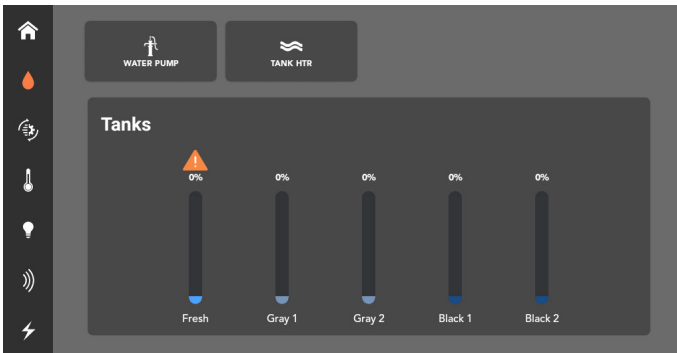 WATER PUMP
TANK HTR
Tanks
0% 0% 0% 0% 0%
Fresh Gray 1 Gray 2 Black 1 Black 2